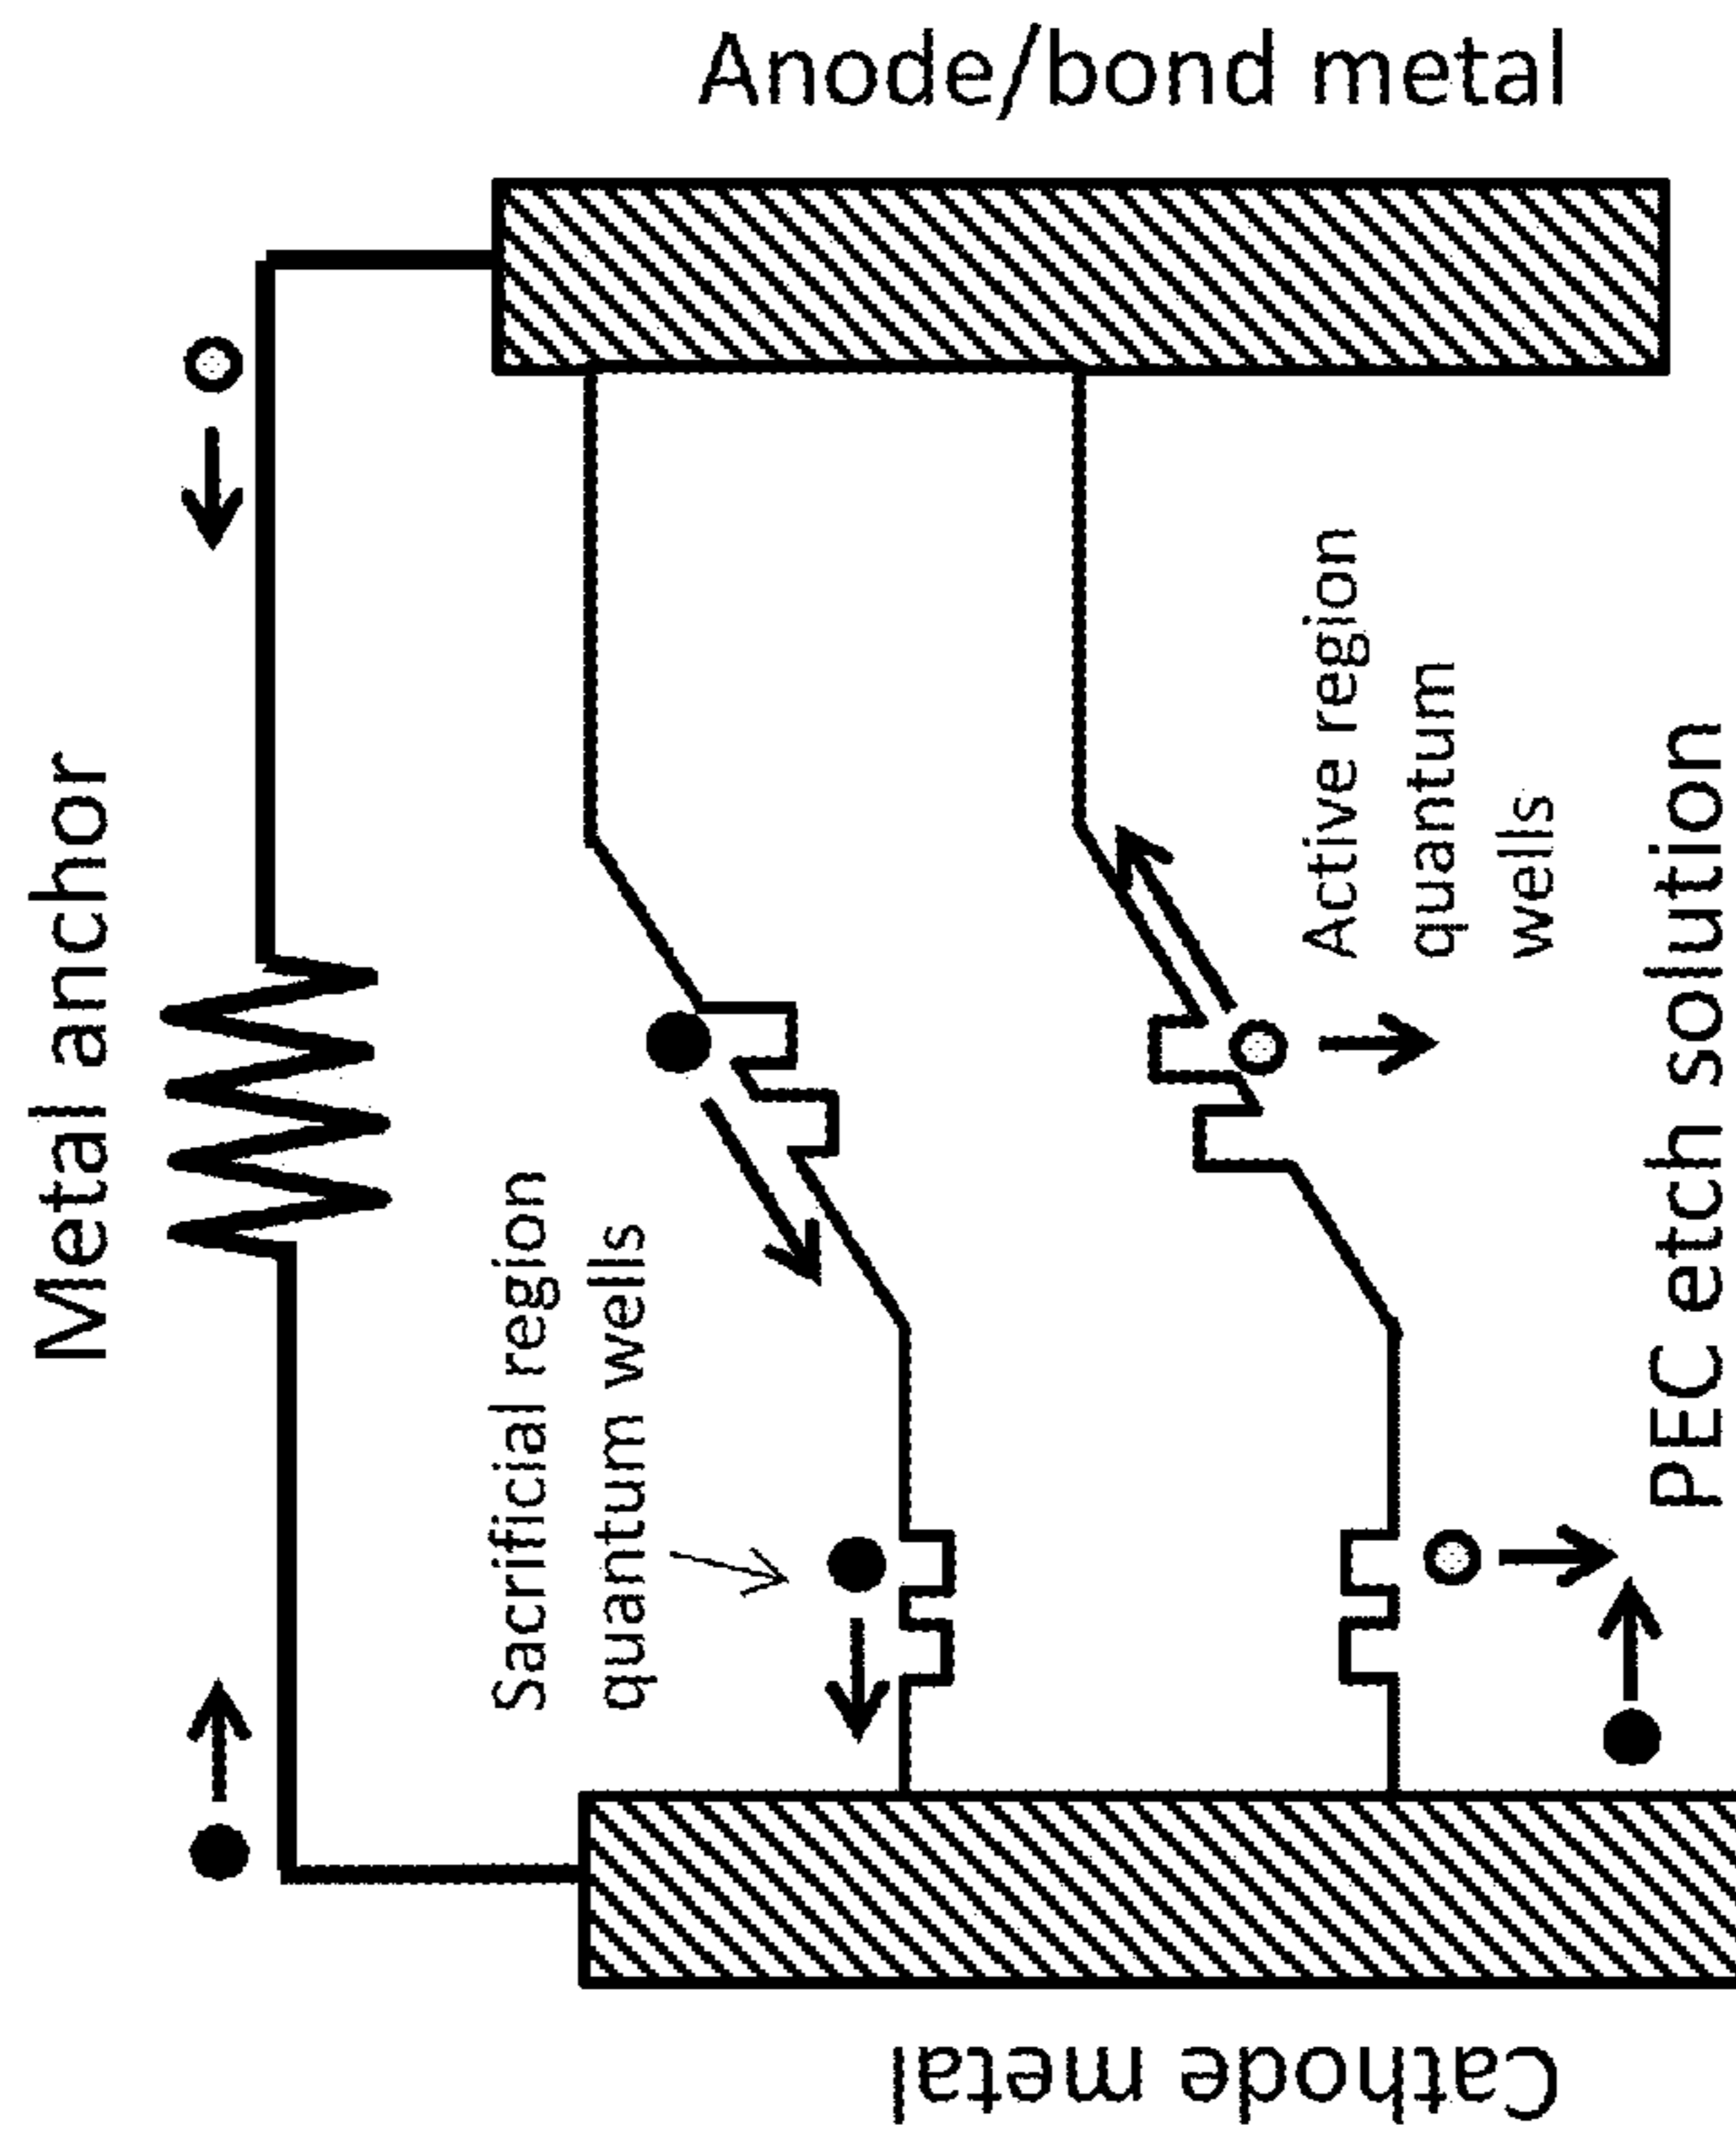 Metal anchor
Anode/bond metal
Sacrificial region
quantum wells
Active region
quantum
wells
PEC etch solution
Cathode metal